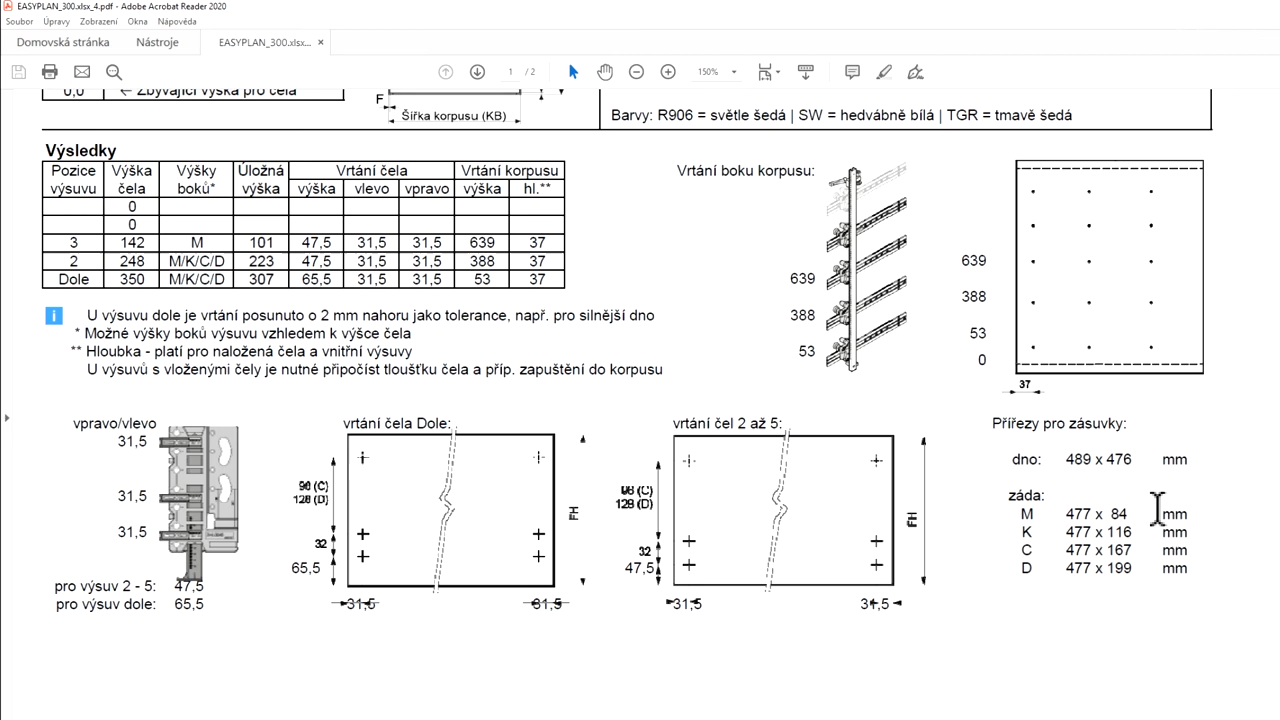 EASYPLAN_300.xlsx_4.pdf - Adobe Acrobat Reader 2020
Soubor Úpravy Zobrazení Okna Nápověda
Domovská stránka Nástroje EASYPLAN_300.xlsx... ×
1 / 2 150%
0,0 ← Zbývající výška pro čela
F
Šířka korpusu (KB)
Barvy: R906 = světle šedá | SW = hedvábně bílá | TGR = tmavě šedá
Výsledky
Pozice výsuvu Výška čela Výšky boků* Úložná výška Vrtání čela Vrtání korpusu
výška vlevo vpravo výška hl.**
0
0
3 142 M 101 47,5 31,5 31,5 639 37
2 248 M/K/C/D 223 47,5 31,5 31,5 388 37
Dole 350 M/K/C/D 307 65,5 31,5 31,5 53 37
Vrtání boku korpusu:
639
388
53
639
388
53
0
37
i
U výsuvu dole je vrtání posunuto o 2 mm nahoru jako tolerance, např. pro silnější dno
* Možné výšky boků výsuvu vzhledem k výšce čela
** Hloubka - platí pro naložená čela a vnitřní výsuvy
U výsuvů s vloženými čely je nutné připočíst tloušťku čela a příp. zapuštění do korpusu
vpravo/vlevo
31,5
31,5
31,5
pro výsuv 2 - 5: 47,5
pro výsuv dole: 65,5
vrtání čela Dole:
96 (C)
128 (D)
32
65,5
FH
31,5 31,5
vrtání čel 2 až 5:
96 (C)
128 (D)
32
47,5
FH
31,5 31,5
Přířezy pro zásuvky:
dno: 489 x 476 mm
záda:
M 477 x 84 mm
K 477 x 116 mm
C 477 x 167 mm
D 477 x 199 mm